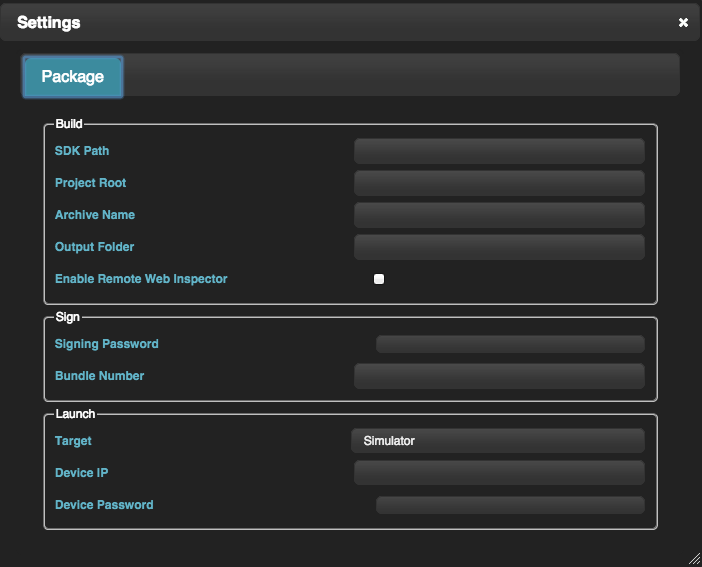 Settings
Package
Build
SDK Path
Project Root
Archive Name
Output Folder
Enable Remote Web Inspector
Sign
Signing Password
Bundle Number
Launch
Target Simulator
Device IP
Device Password